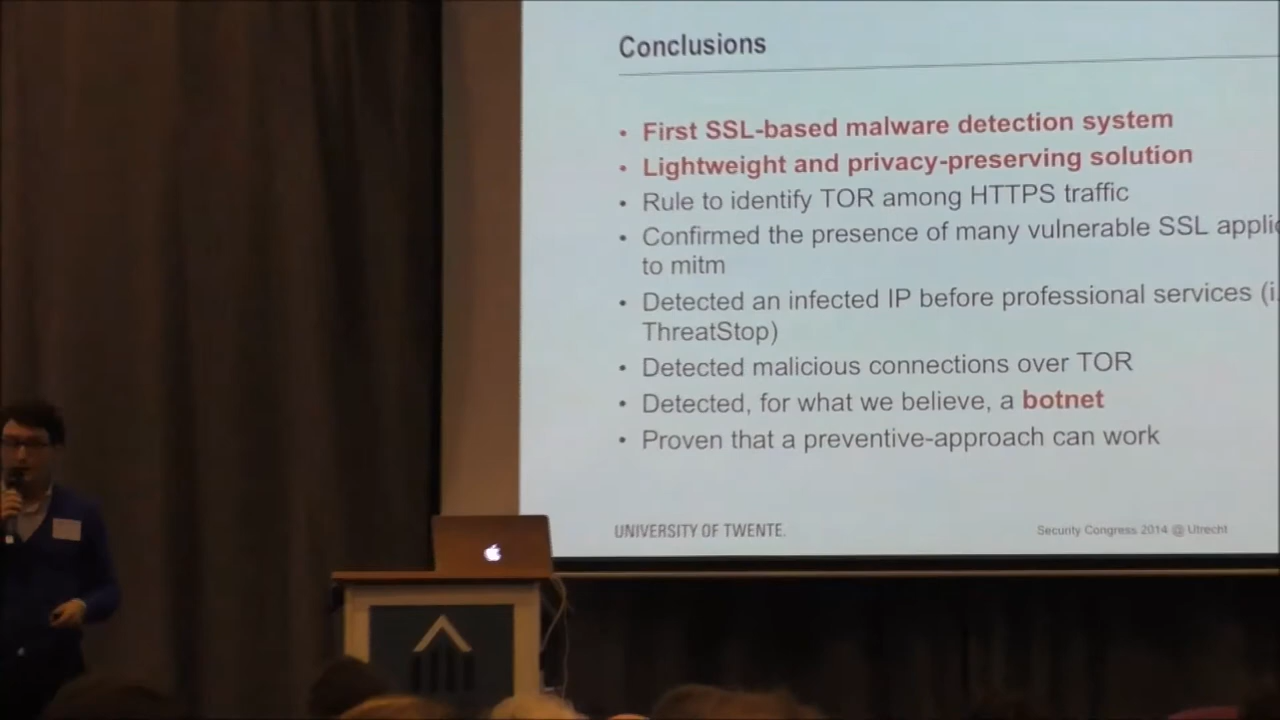 Conclusions
• First SSL-based malware detection system
• Lightweight and privacy-preserving solution
• Rule to identify TOR among HTTPS traffic
• Confirmed the presence of many vulnerable SSL applic
to mitm
• Detected an infected IP before professional services (i.
ThreatStop)
• Detected malicious connections over TOR
• Detected, for what we believe, a botnet
• Proven that a preventive-approach can work
UNIVERSITY OF TWENTE.
Security Congress 2014 @ Utrecht